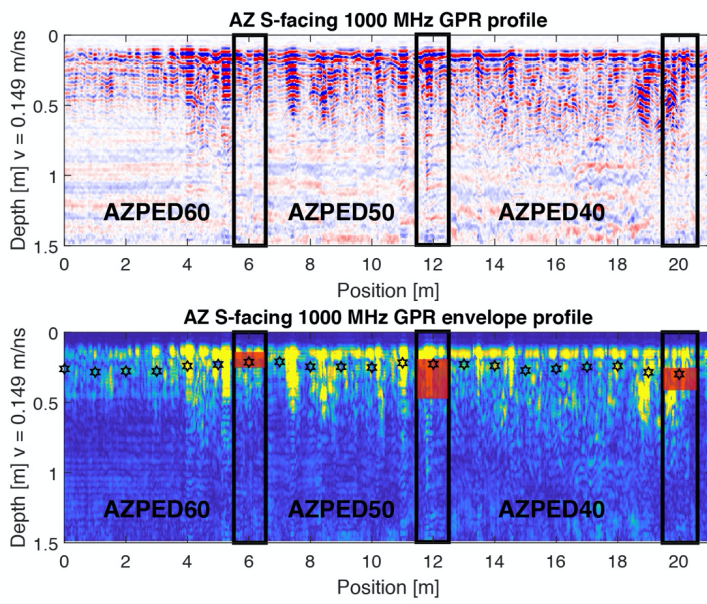 AZ S-facing 1000 MHz GPR profile
0
0.5
1
1.5
Depth [m] v = 0.149 m/ns
AZPED60 AZPED50 AZPED40
0 2 4 6 8 10 12 14 16 18 20
Position [m]
AZ S-facing 1000 MHz GPR envelope profile
0
0.5
1
1.5
Depth [m] v = 0.149 m/ns
AZPED60 AZPED50 AZPED40
0 2 4 6 8 10 12 14 16 18 20
Position [m]